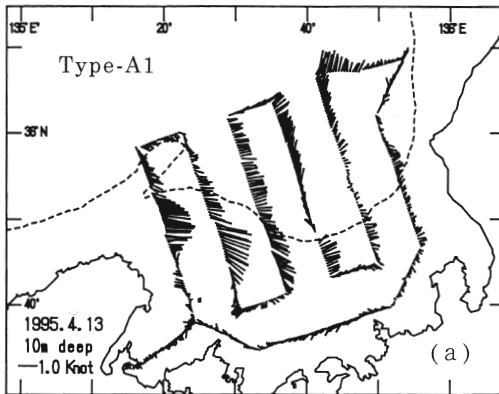 135°E 20' 40' 136°E
Type-A1
36°N
40'
1995.4.13
10m deep
—1.0 Knot
(a)